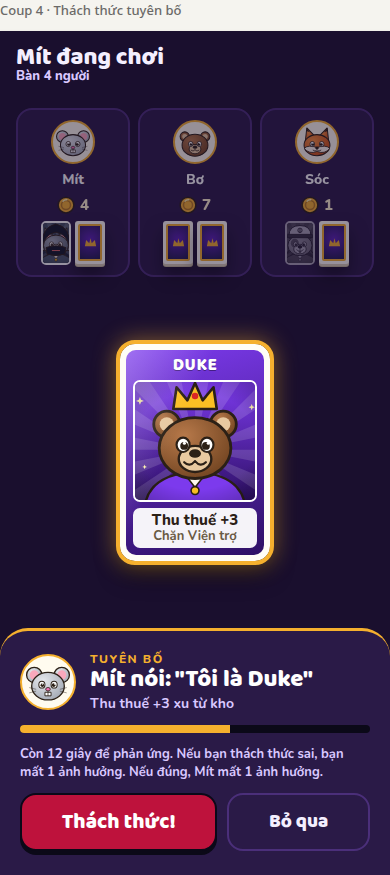 Coup 4 · Thách thức tuyên bố
Mít đang chơi
Bàn 4 người
Mít
Bơ
Sóc
4
7
1
DUKE
Thu thuế +3
Chặn Viện trợ
TUYÊN BỐ
Mít nói: "Tôi là Duke"
Thu thuế +3 xu từ kho
Còn 12 giây để phản ứng. Nếu bạn thách thức sai, bạn
mất 1 ảnh hưởng. Nếu đúng, Mít mất 1 ảnh hưởng.
Thách thức!
Bỏ qua